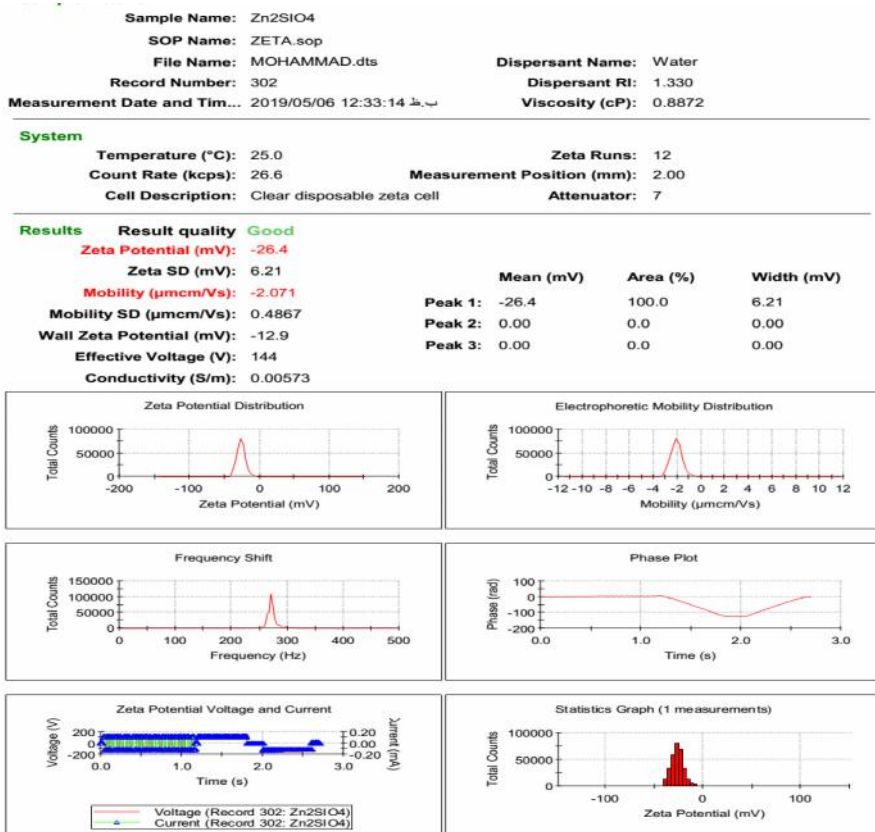 Sample Name: Zn2SIO4
SOP Name: ZETA.sop
File Name: MOHAMMAD.dts Dispersant Name: Water
Record Number: 302 Dispersant RI: 1.330
Measurement Date and Tim... 2019/05/06 12:33:14 ب.ظ Viscosity (cP): 0.8872
System
Temperature (°C): 25.0 Zeta Runs: 12
Count Rate (kcps): 26.6 Measurement Position (mm): 2.00
Cell Description: Clear disposable zeta cell Attenuator: 7
Results Result quality Good
Zeta Potential (mV): -26.4
Zeta SD (mV): 6.21
Mobility (µmcm/Vs): -2.071
Mobility SD (µmcm/Vs): 0.4867
Wall Zeta Potential (mV): -12.9
Effective Voltage (V): 144
Conductivity (S/m): 0.00573
Mean (mV) Area (%) Width (mV)
Peak 1: -26.4 100.0 6.21
Peak 2: 0.00 0.0 0.00
Peak 3: 0.00 0.0 0.00
Zeta Potential Distribution
Total Counts
100000
50000
0
-200 -100 0 100 200
Zeta Potential (mV)
Electrophoretic Mobility Distribution
Total Counts
100000
50000
0
-12 -10 -8 -6 -4 -2 0 2 4 6 8 10 12
Mobility (µmcm/Vs)
Frequency Shift
Total Counts
150000
100000
50000
0
0 100 200 300 400 500
Frequency (Hz)
Phase Plot
Phase (rad)
100
0
-100
-200
0.0 1.0 2.0 3.0
Time (s)
Zeta Potential Voltage and Current
Voltage (V)
200
0
-200
0.20
0.00
-0.20
(mA)
0.0 1.0 2.0 3.0
Time (s)
Voltage (Record 302: Zn2SIO4)
Current (Record 302: Zn2SIO4)
Statistics Graph (1 measurements)
Total Counts
100000
50000
0
-100 0 100
Zeta Potential (mV)